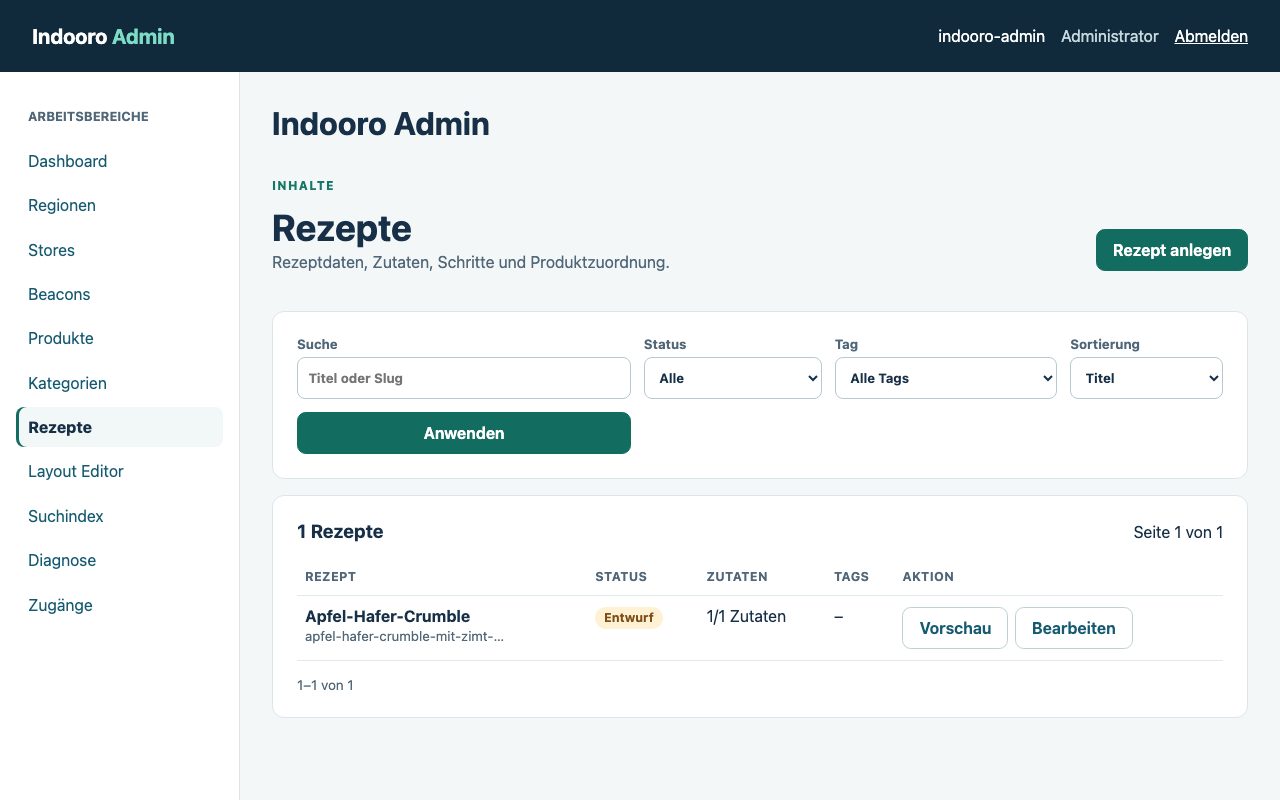 Indooro Admin
indooro-admin Administrator Abmelden
ARBEITSBEREICHE
Dashboard
Regionen
Stores
Beacons
Produkte
Kategorien
Rezepte
Layout Editor
Suchindex
Diagnose
Zugänge
Indooro Admin
INHALTE
Rezepte
Rezeptdaten, Zutaten, Schritte und Produktzuordnung.
Rezept anlegen
Suche Status Tag Sortierung
Titel oder Slug Alle Alle Tags Titel
Anwenden
1 Rezepte Seite 1 von 1
REZEPT STATUS ZUTATEN TAGS AKTION
Apfel-Hafer-Crumble Entwurf 1/1 Zutaten – Vorschau Bearbeiten
apfel-hafer-crumble-mit-zimt-...
1–1 von 1